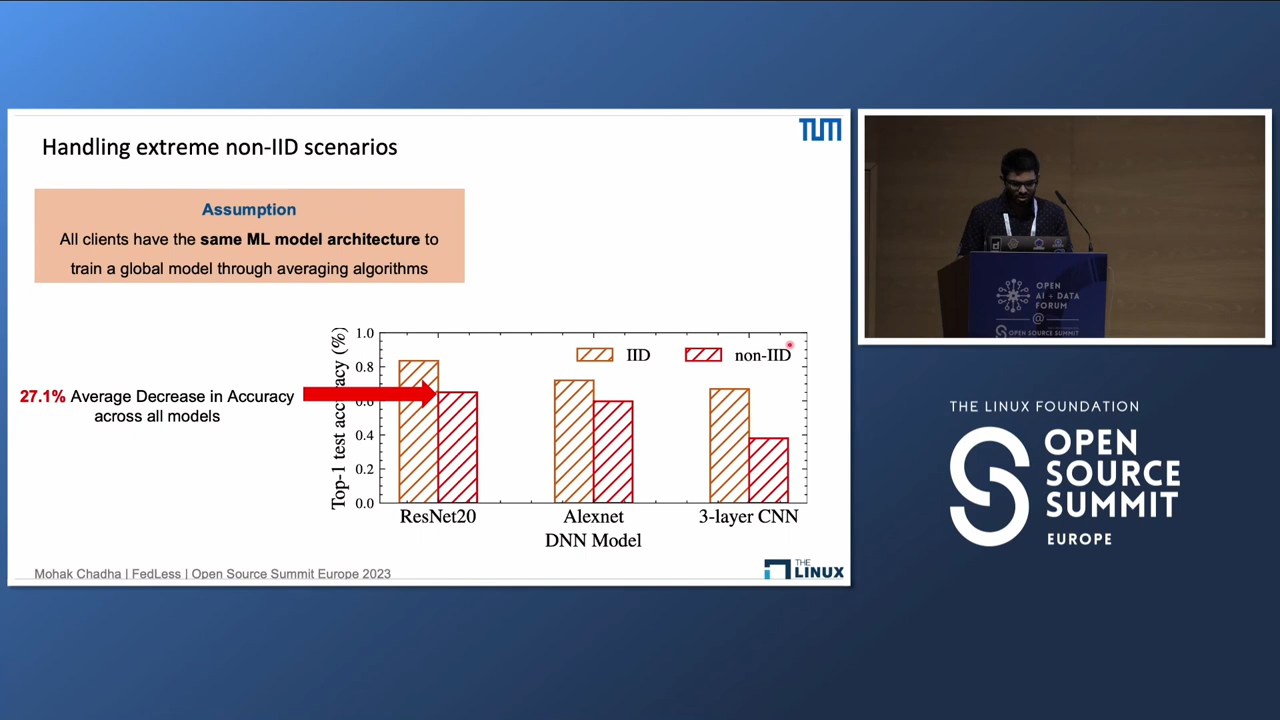 TUM
Handling extreme non-IID scenarios
Assumption
All clients have the same ML model architecture to
train a global model through averaging algorithms
27.1% Average Decrease in Accuracy
across all models
Top-1 test accuracy (%)
1.0
0.8
0.6
0.4
0.2
0.0
IID
non-IID
ResNet20
Alexnet
3-layer CNN
DNN Model
Mohak Chadha | FedLess | Open Source Summit Europe 2023
THE
LINUX
OPEN
AI + DATA
FORUM
@
OPEN SOURCE SUMMIT
THE LINUX FOUNDATION
OPEN
SOURCE
SUMMIT
EUROPE